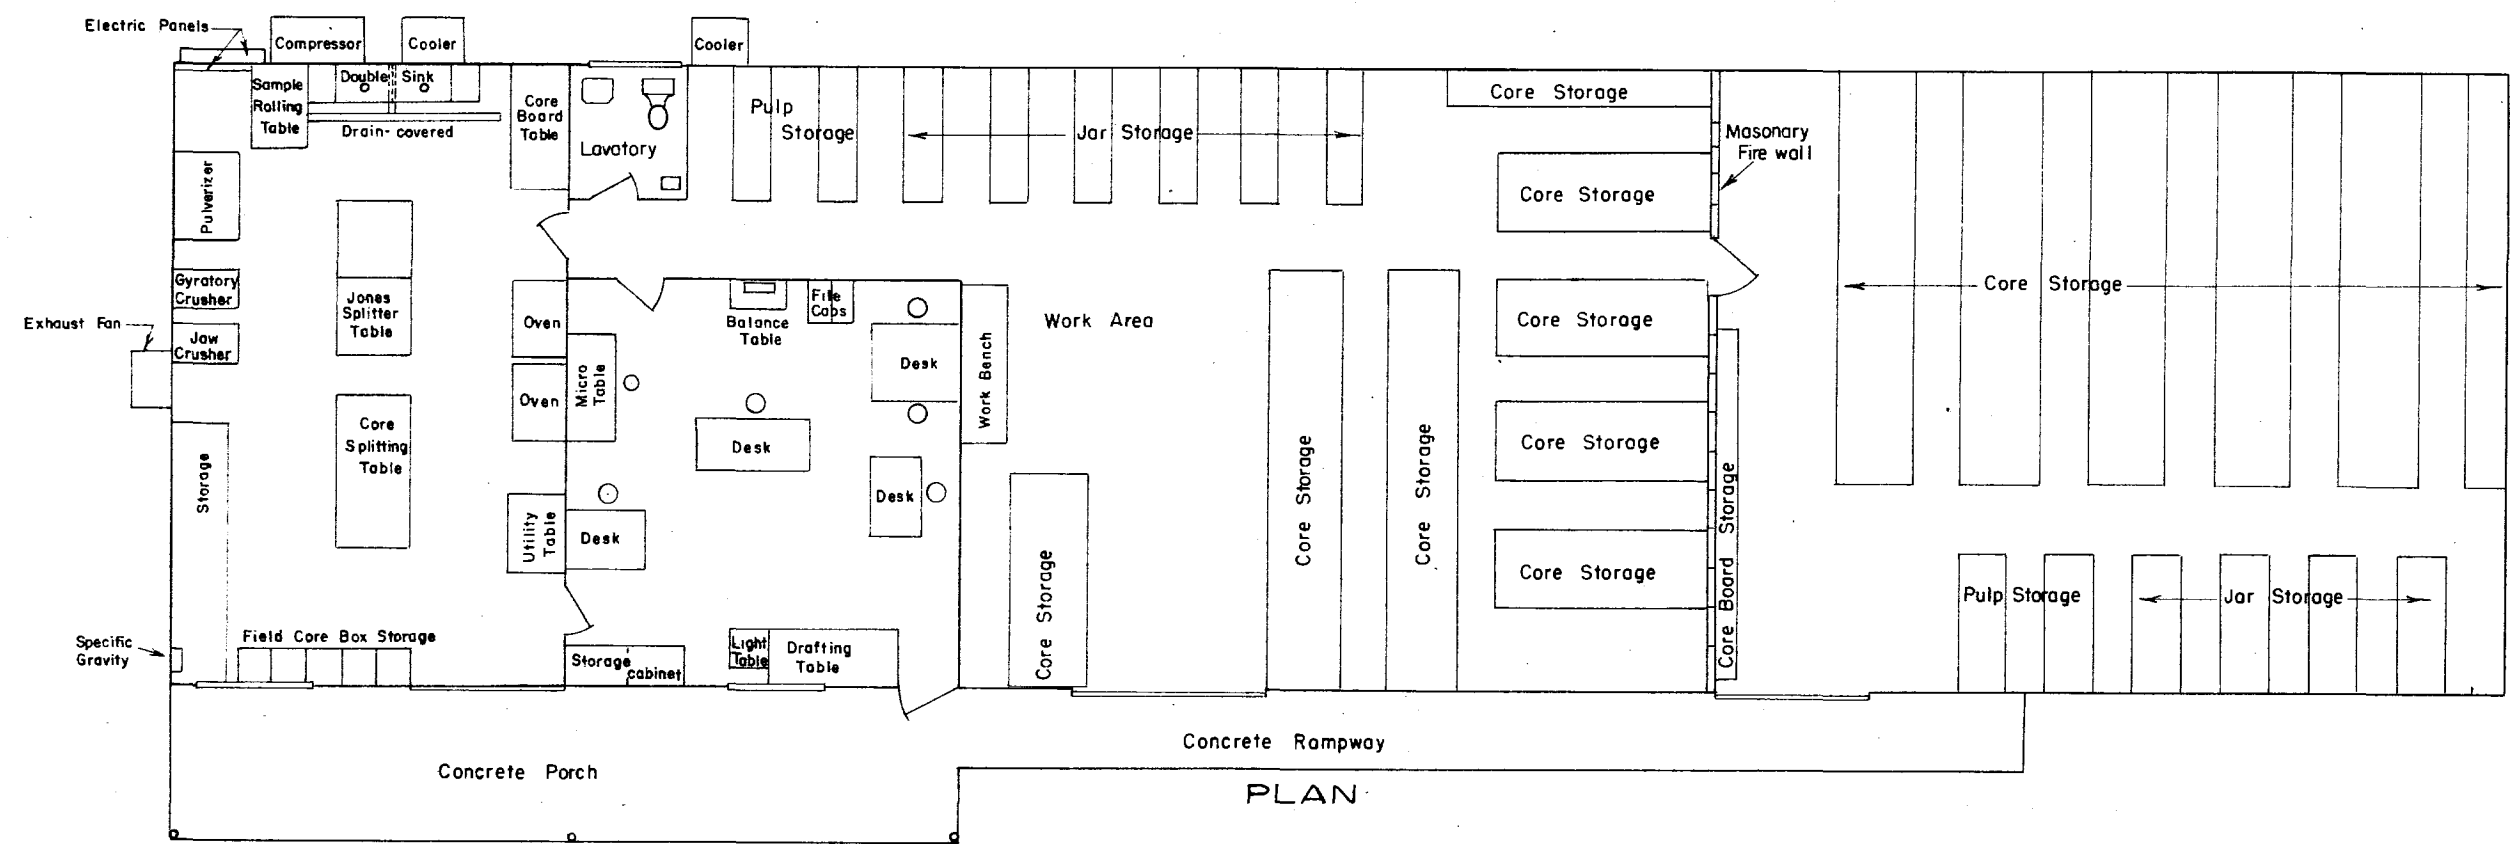 Electric Panels
Compressor
Cooler
Cooler
Sample
Rolling
Table
Double Sink
Drain-covered
Core
Board
Table
Lavatory
Pulp
Storage
Jar Storage
Core Storage
Masonary
Fire wall
Core Storage
Pulverizer
Gyratory
Crusher
Jaw
Crusher
Exhaust Fan
Jones
Splitter
Table
Oven
Oven
Micro
Table
Balance
Table
File
Cabs
Desk
Work Bench
Work Area
Core Storage
Core Storage
Core
Splitting
Table
Storage
Desk
Desk
Desk
Utility
Table
Core Storage
Core Storage
Core Storage
Core Storage
Core Storage
Core Board Storage
Pulp Storage
Jar Storage
Specific
Gravity
Field Core Box Storage
Storage
cabinet
Light
Table
Drafting
Table
Concrete Porch
Concrete Rampway
PLAN